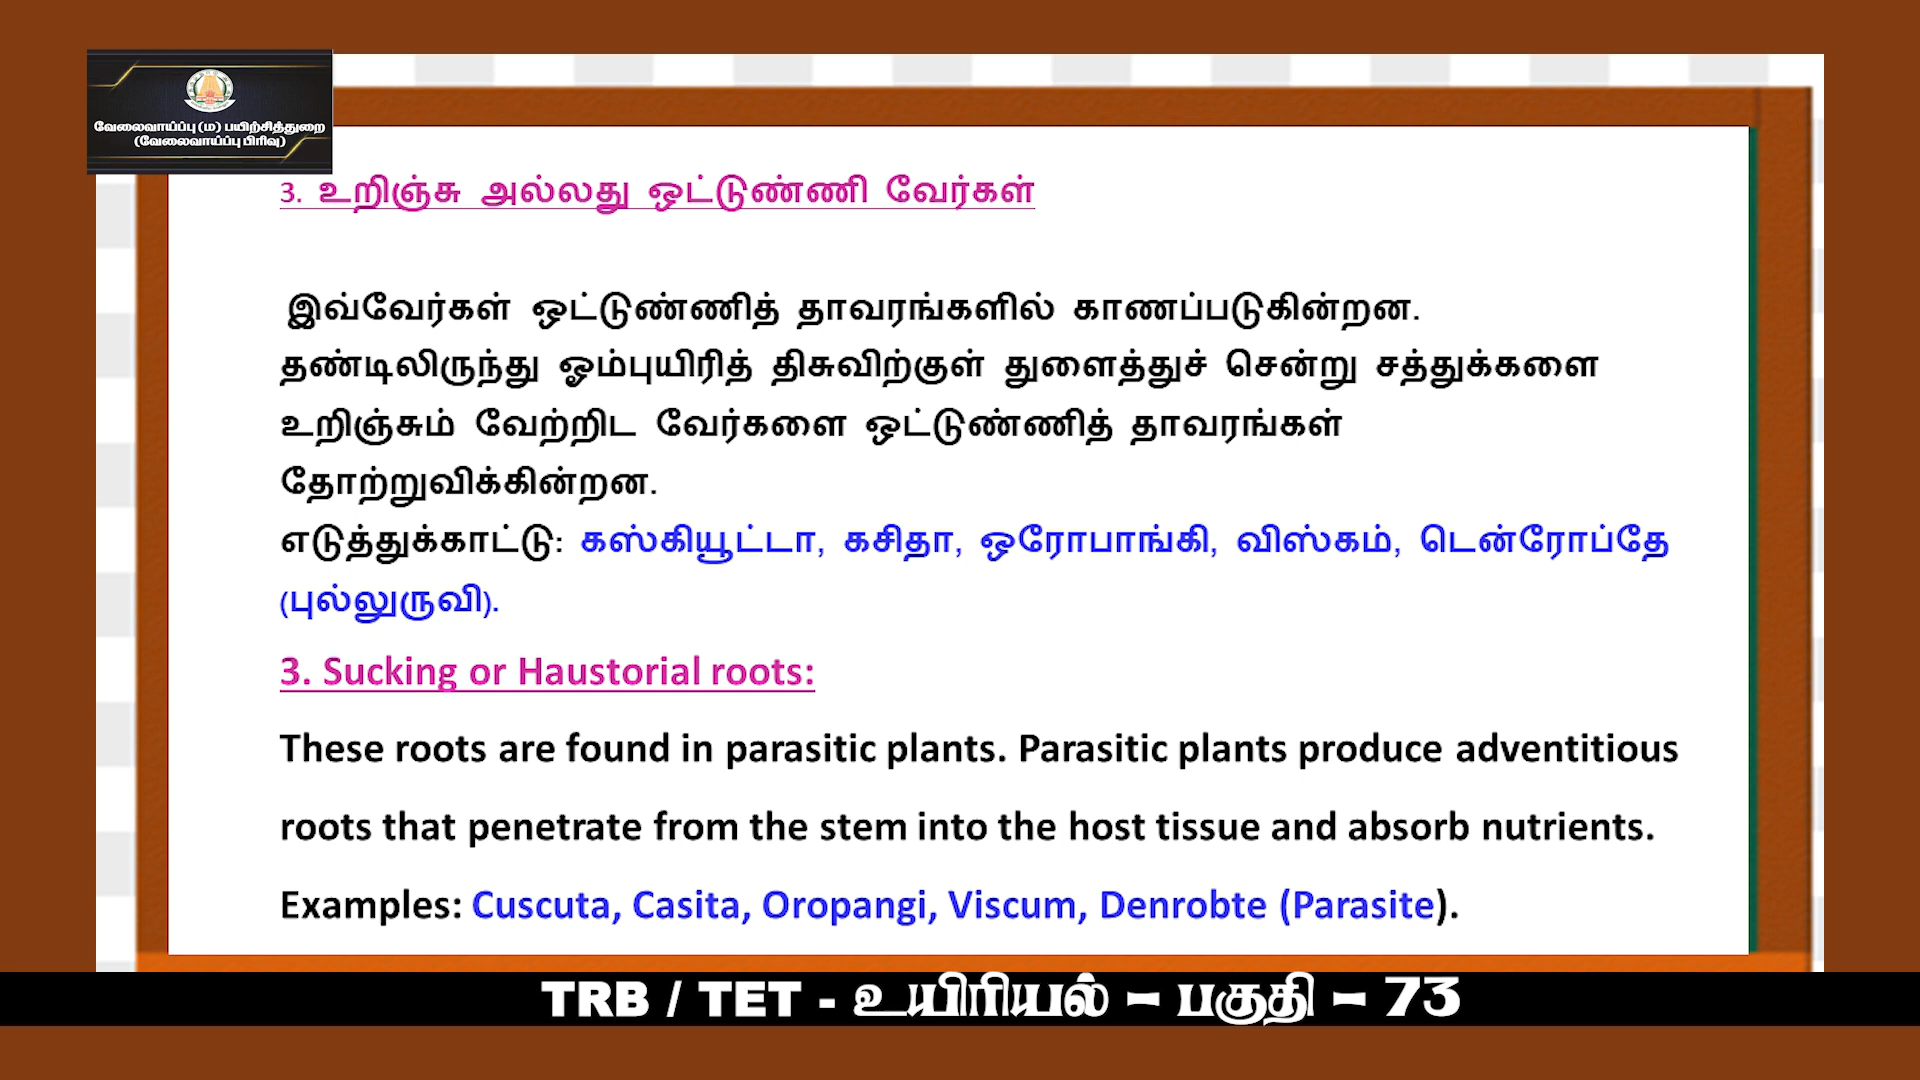 வேலைவாய்ப்பு (ம) பயிற்சித்துறை
(வேலைவாய்ப்பு பிரிவு)
3. உறிஞ்சு அல்லது ஒட்டுண்ணி வேர்கள்
இவ்வேர்கள் ஒட்டுண்ணித் தாவரங்களில் காணப்படுகின்றன.
தண்டிலிருந்து ஓம்புயிரித் திசுவிற்குள் துளைத்துச் சென்று சத்துக்களை
உறிஞ்சும் வேற்றிட வேர்களை ஒட்டுண்ணித் தாவரங்கள்
தோற்றுவிக்கின்றன.
எடுத்துக்காட்டு: கஸ்கியூட்டா, கசிதா, ஒரோபாங்கி, விஸ்கம், டென்ரோப்தே
(புல்லுருவி).
3. Sucking or Haustorial roots:
These roots are found in parasitic plants. Parasitic plants produce adventitious
roots that penetrate from the stem into the host tissue and absorb nutrients.
Examples: Cuscuta, Casita, Oropangi, Viscum, Denrobte (Parasite).
TRB / TET - உயிரியல் – பகுதி – 73